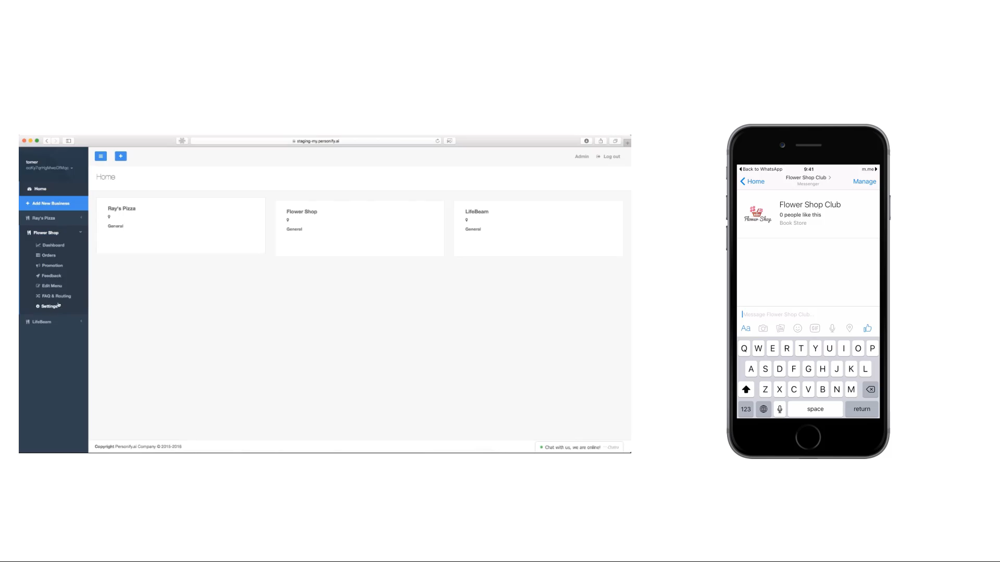 staging-my.personify.ai
tomer
Admin
Log out
Home
Home
Add New Business
Ray's Pizza
Flower Shop
Dashboard
Orders
Promotion
Feedback
Edit Menu
FAQ & Routing
Settings
LifeBeam
Ray's Pizza
General
Flower Shop
General
LifeBeam
General
Copyright Personify.ai Company © 2015-2016
Chat with us, we are online! Chatra
Back to WhatsApp 9:41 m.me
Home Flower Shop Club Manage
Messenger
Flower Shop
Flower Shop Club
0 people like this
Book Store
Message Flower Shop Club...
Aa GIF
Q W E R T Y U I O P
A S D F G H J K L
Z X C V B N M
123 space return